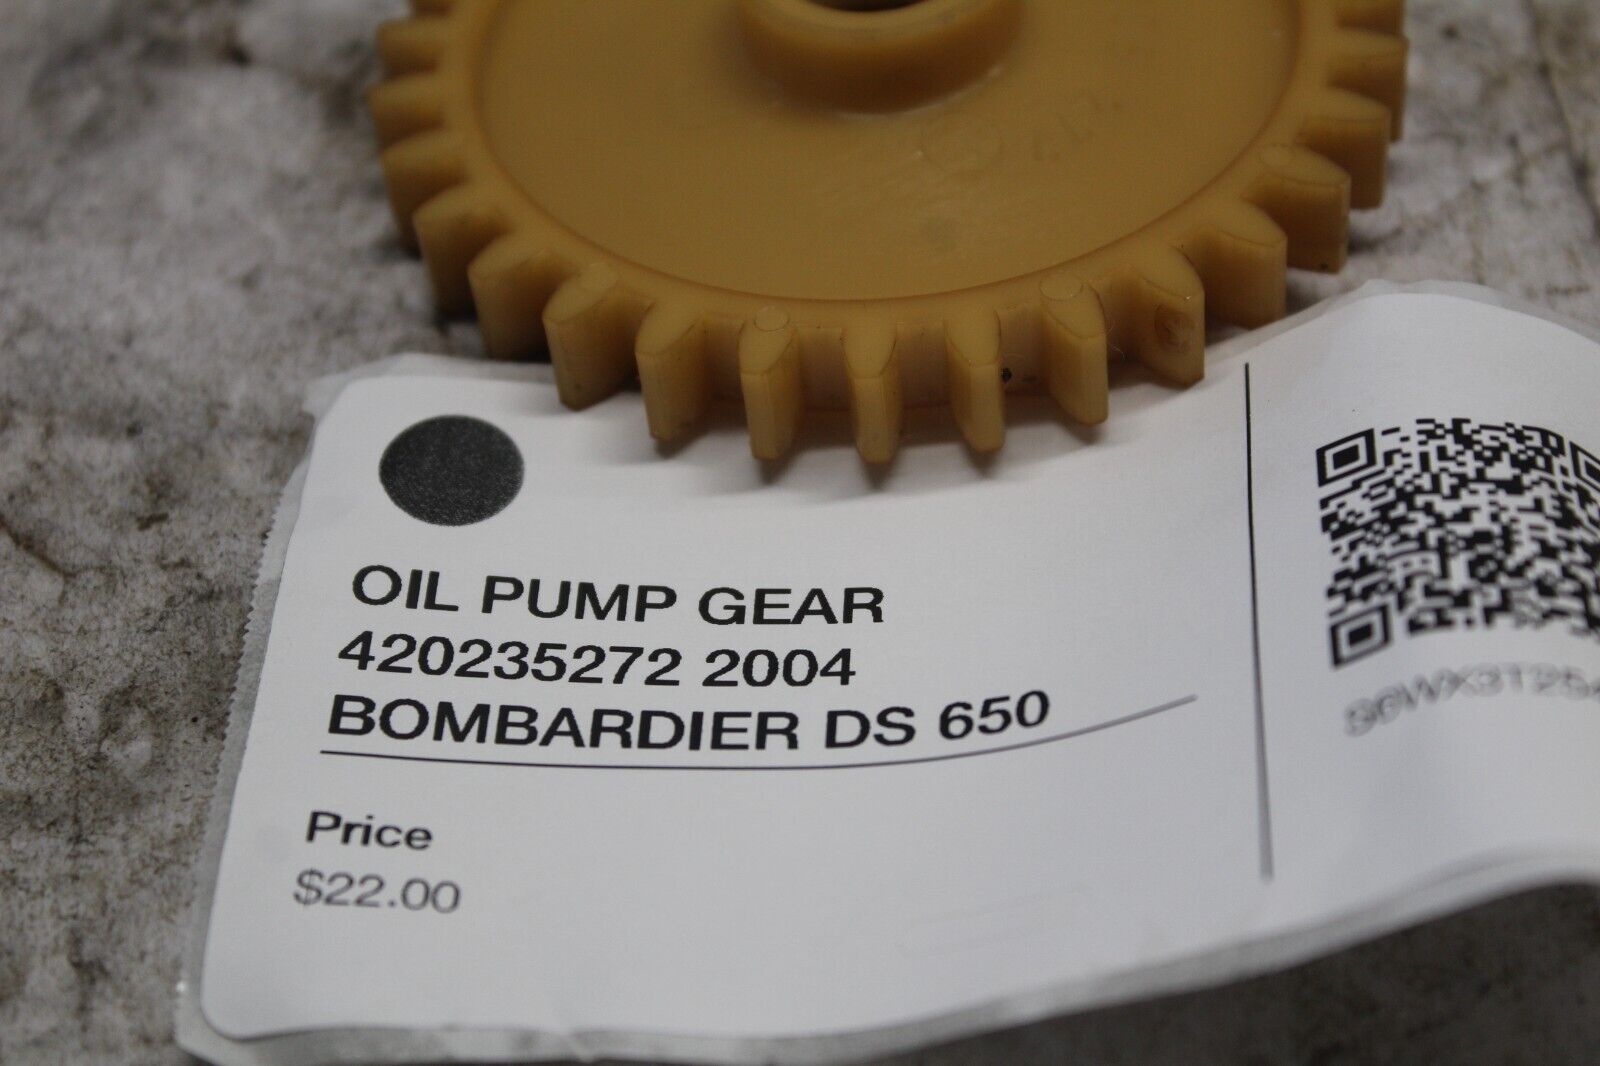 OIL PUMP GEAR
420235272 2004
BOMBARDIER DS 650
Price
$22.00